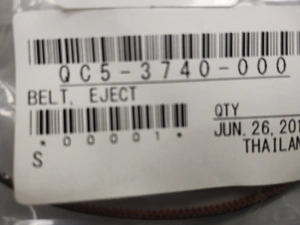 QC5-3740-000
BELT, EJECT
QTY
*00001*
JUN. 26, 201
THAILAN
S